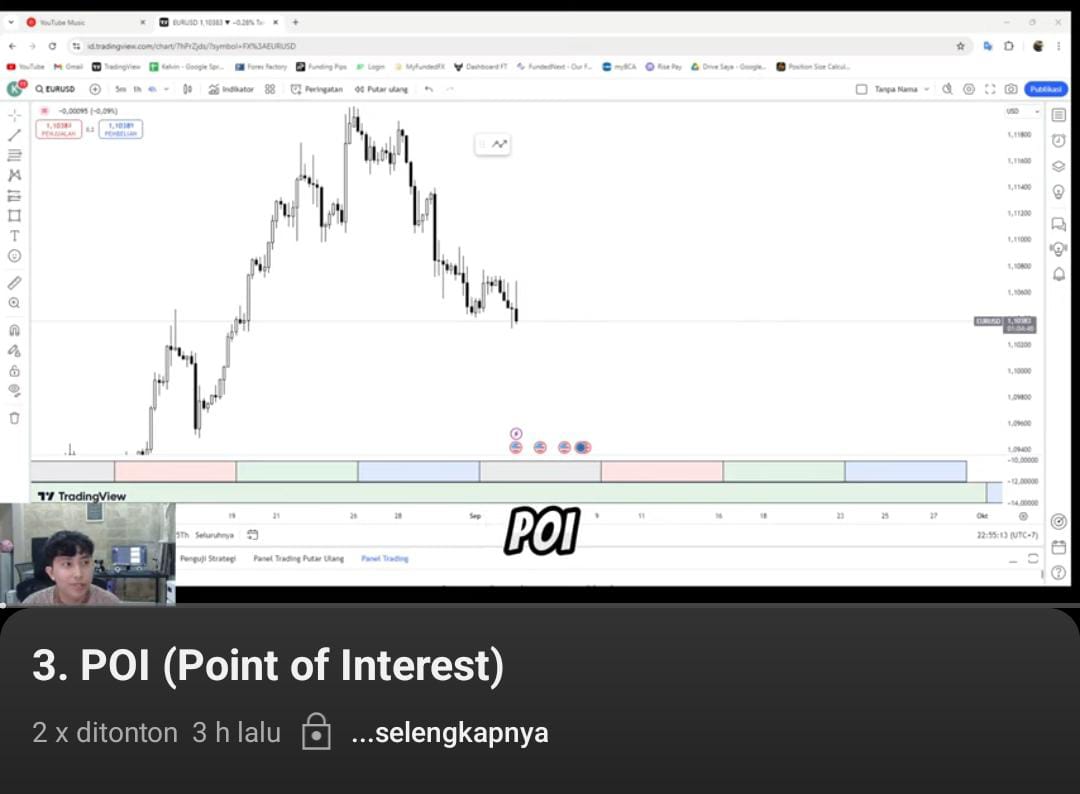 YouTube Music
EURUSD 1,10383 ▼ −0.28% Ta
id.tradingview.com/chart/7hPrZjds/?symbol=FX%3AEURUSD
YouTube Gmail TradingView Kelvin - Google Spr... Forex Factory Funding Pips Login MyFundedFX Dashboard FT FundedNext - Our F... myBCA Rise Pay Drive Saya - Google... Position Size Calcul...
K EURUSD 5m 1h 4h Indikator Peringatan Putar ulang Tanpa Nama Publikasi
−0,00095 (−0,09%)
USD
1,10384 PENJUALAN 1,10389 PEMBELIAN
1,11800
1,11600
1,11400
1,11200
1,11000
1,10800
1,10600
EURUSD 1,10383
01:04:48
1,10200
1,10000
1,09800
1,09600
1,09400
−10,00000
−12,00000
−14,00000
TradingView
19 21 26 28 Sep 9 11 16 18 23 25 27 Okt
POI
5Th Seluruhnya
22:55:13 (UTC+7)
Penguji Strategi Panel Trading Putar Ulang Panel Trading
3. POI (Point of Interest)
2 x ditonton 3 h lalu ...selengkapnya